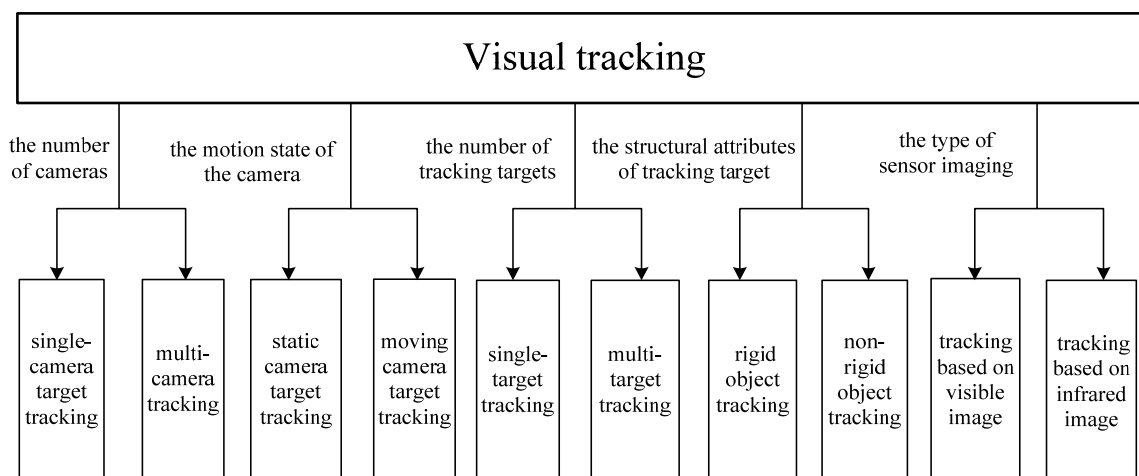 Visual tracking
the number
of cameras
the motion state of
the camera
the number of
tracking targets
the structural attributes
of tracking target
the type of
sensor imaging
single-
camera
target
tracking
multi-
camera
tracking
static
camera
target
tracking
moving
camera
target
tracking
single-
target
tracking
multi-
target
tracking
rigid
object
tracking
non-
rigid
object
tracking
tracking
based on
visible
image
tracking
based on
infrared
image